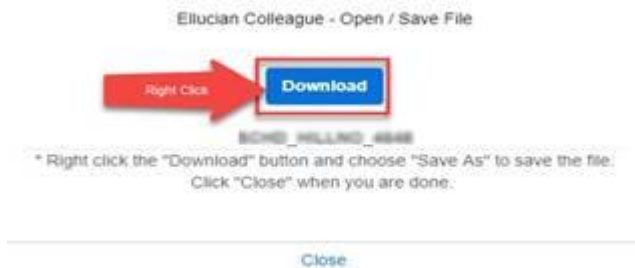 Ellucian Colleague - Open / Save File
Right Click
Download
* Right click the "Download" button and choose "Save As" to save the file.
Click "Close" when you are done.
Close